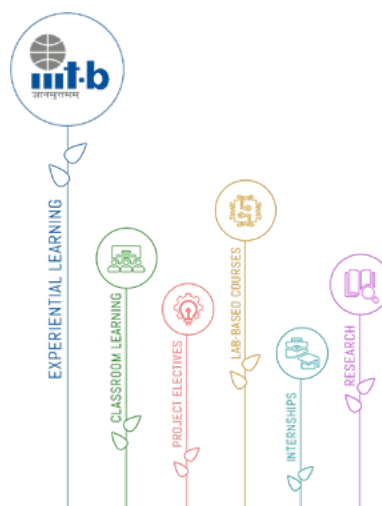 iiit-b
ज्ञानमुत्तमम्
EXPERIENTIAL LEARNING
CLASSROOM LEARNING
PROJECT ELECTIVES
LAB-BASED COURSES
INTERNSHIPS
RESEARCH